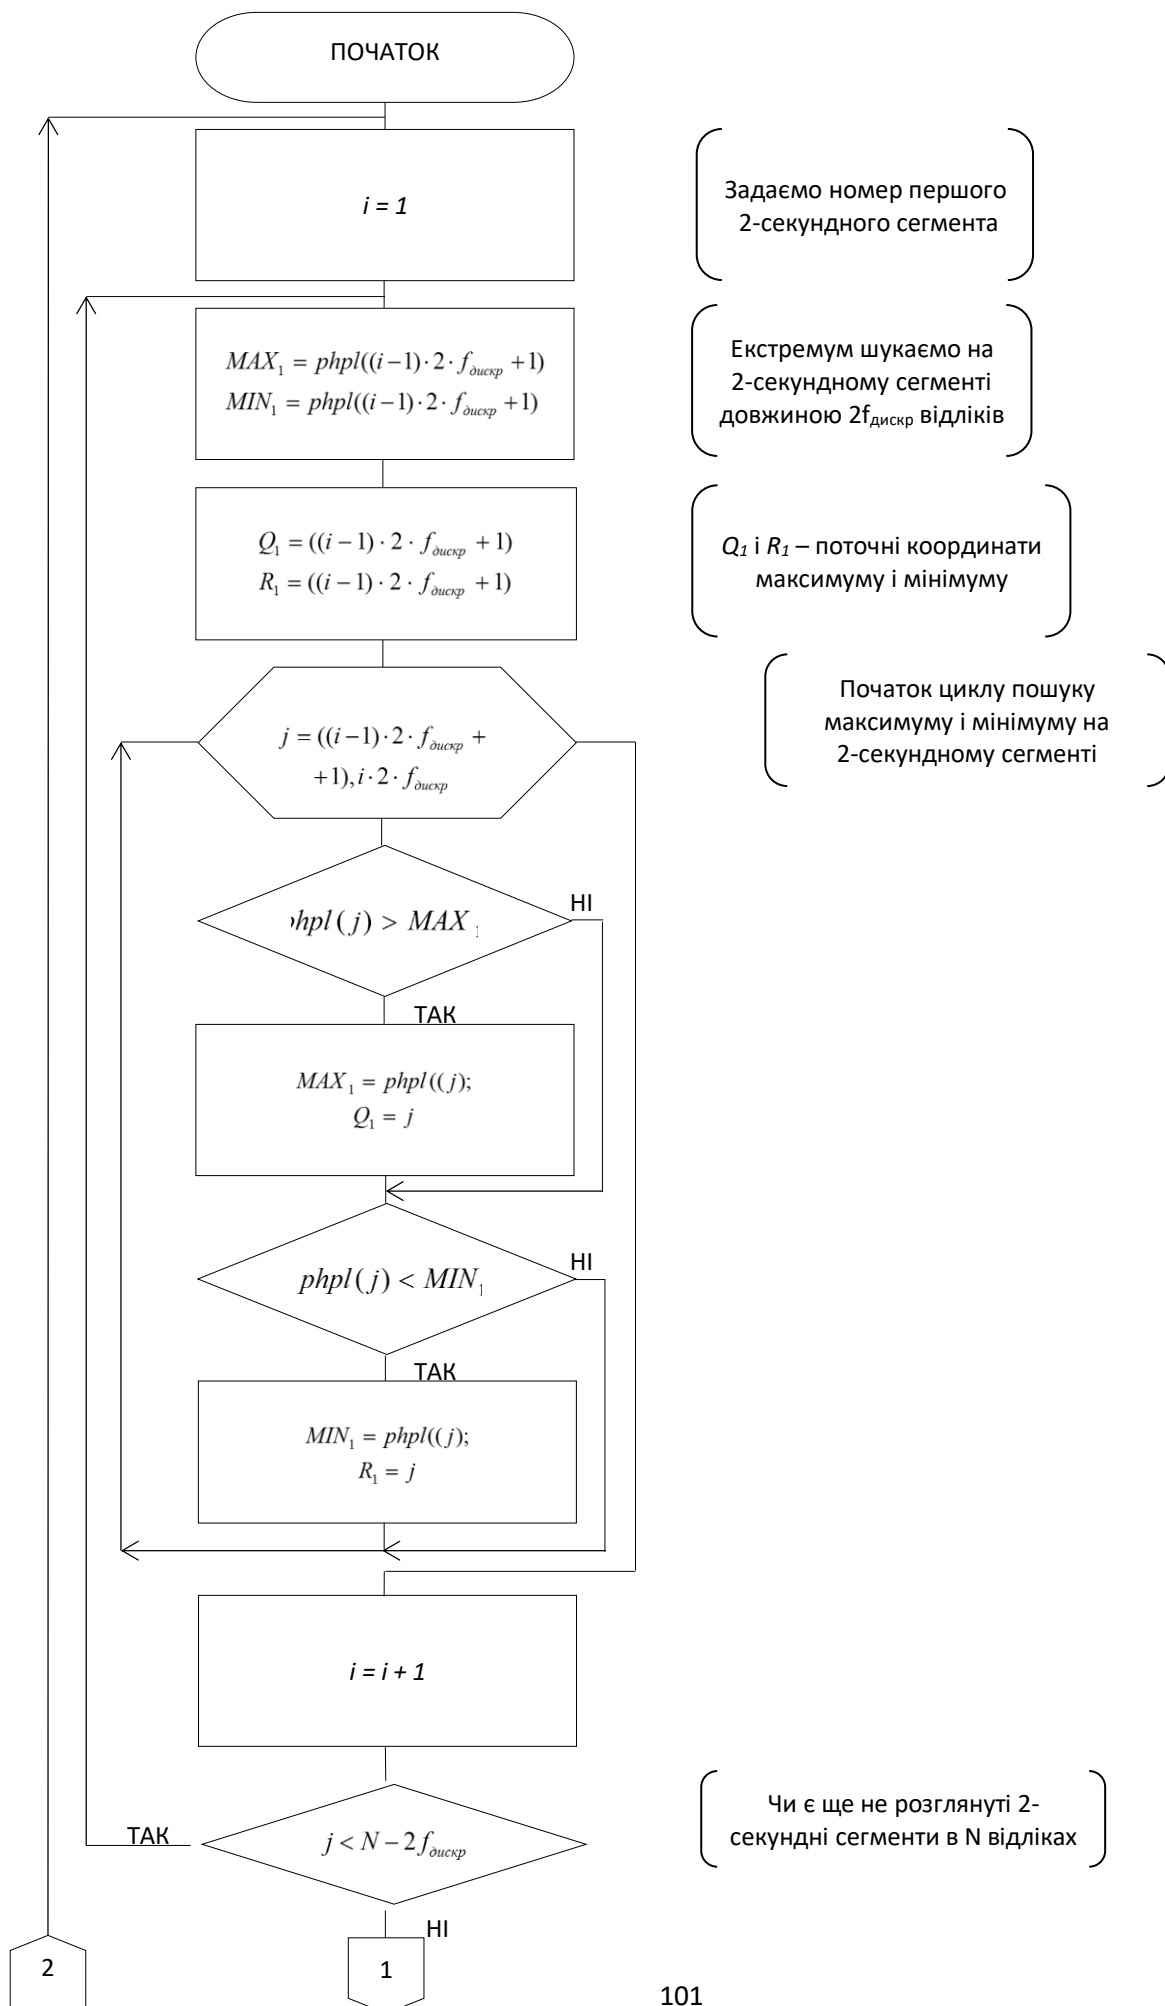 ПОЧАТОК
i = 1
Задаємо номер першого
2-секундного сегмента
MAX₁ = phpl((i−1)·2·f_дискр +1)
MIN₁ = phpl((i−1)·2·f_дискр +1)
Екстремум шукаємо на
2-секундному сегменті
довжиною 2f_дискр відліків
Q₁ = ((i−1)·2·f_дискр +1)
R₁ = ((i−1)·2·f_дискр +1)
Q₁ і R₁ – поточні координати
максимуму і мінімуму
Початок циклу пошуку
максимуму і мінімуму на
2-секундному сегменті
j = ((i−1)·2·f_дискр +
+1), i·2·f_дискр
phpl(j) > MAX₁
НІ
ТАК
MAX₁ = phpl((j);
Q₁ = j
phpl(j) < MIN₁
НІ
ТАК
MIN₁ = phpl((j);
R₁ = j
i = i + 1
Чи є ще не розглянуті 2-
секундні сегменти в N відліках
ТАК
j < N − 2f_дискр
НІ
2
1
101